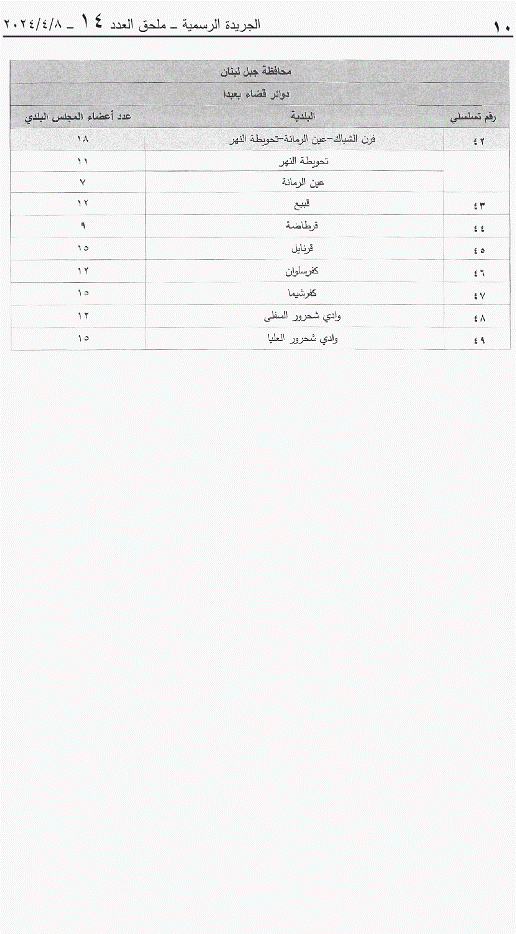 ١٠ الجريدة الرسمية ــ ملحق العدد ١٤ ــ ٢٠٢٤/٤/٨
محافظة جبل لبنان
دوائر قضاء بعبدا
رقم تسلسلي البلدية عدد أعضاء المجلس البلدي
٤٢ فرن الشباك-عين الرمانة-تحويطة النهر ١٨
تحويطة النهر ١١
عين الرمانة ٧
٤٣ قبيع ١٢
٤٤ قرطاضة ٩
٤٥ قرنايل ١٥
٤٦ كفرسلوان ١٢
٤٧ كفرشيما ١٥
٤٨ وادي شحرور السفلى ١٢
٤٩ وادي شحرور العليا ١٥